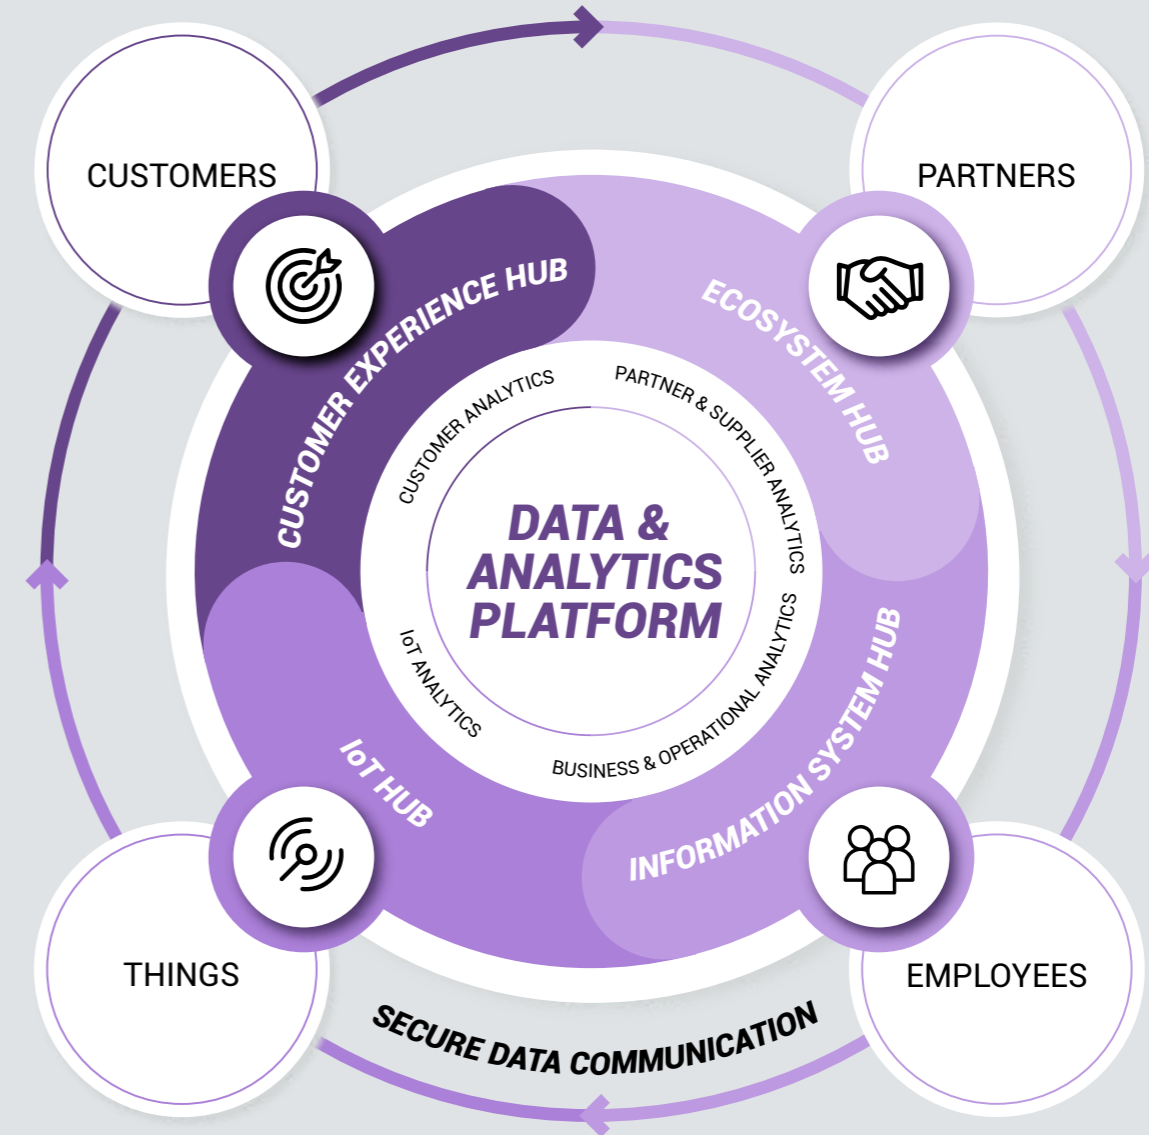 CUSTOMERS
PARTNERS
CUSTOMER EXPERIENCE HUB
ECOSYSTEM HUB
CUSTOMER ANALYTICS
PARTNER & SUPPLIER ANALYTICS
DATA &
ANALYTICS
PLATFORM
IoT ANALYTICS
BUSINESS & OPERATIONAL ANALYTICS
IoT HUB
INFORMATION SYSTEM HUB
THINGS
EMPLOYEES
SECURE DATA COMMUNICATION